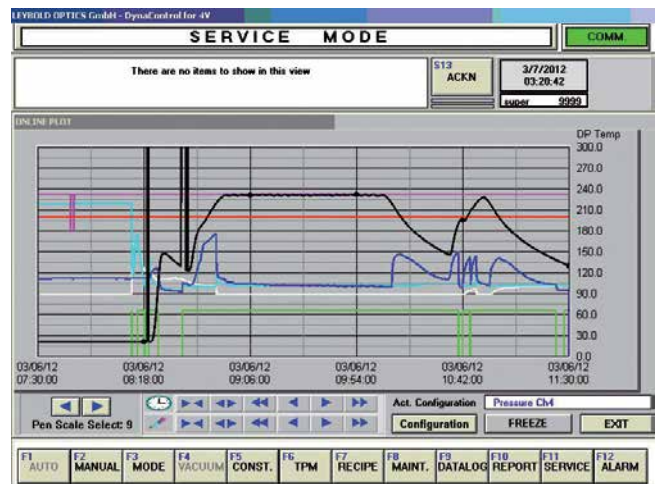 LEYBOLD OPTICS GmbH - DynaControl for 4V
SERVICE MODE
COMM.
There are no items to show in this view
S13
ACKN
3/7/2012
03:20:42
super 9999
ONLINE PLOT
DP Temp
300.0
270.0
240.0
210.0
180.0
150.0
120.0
90.0
60.0
30.0
0.0
03/06/12 03/06/12 03/06/12 03/06/12 03/06/12 03/06/12
07:30:00 08:18:00 09:06:00 09:54:00 10:42:00 11:30:00
Act. Configuration Pressure Ch4
Pen Scale Select: 9
Configuration FREEZE EXIT
F1 F2 F3 F4 F5 F6 F7 F8 F9 F10 F11 F12
AUTO MANUAL MODE VACUUM CONST. TPM RECIPE MAINT. DATALOG REPORT SERVICE ALARM